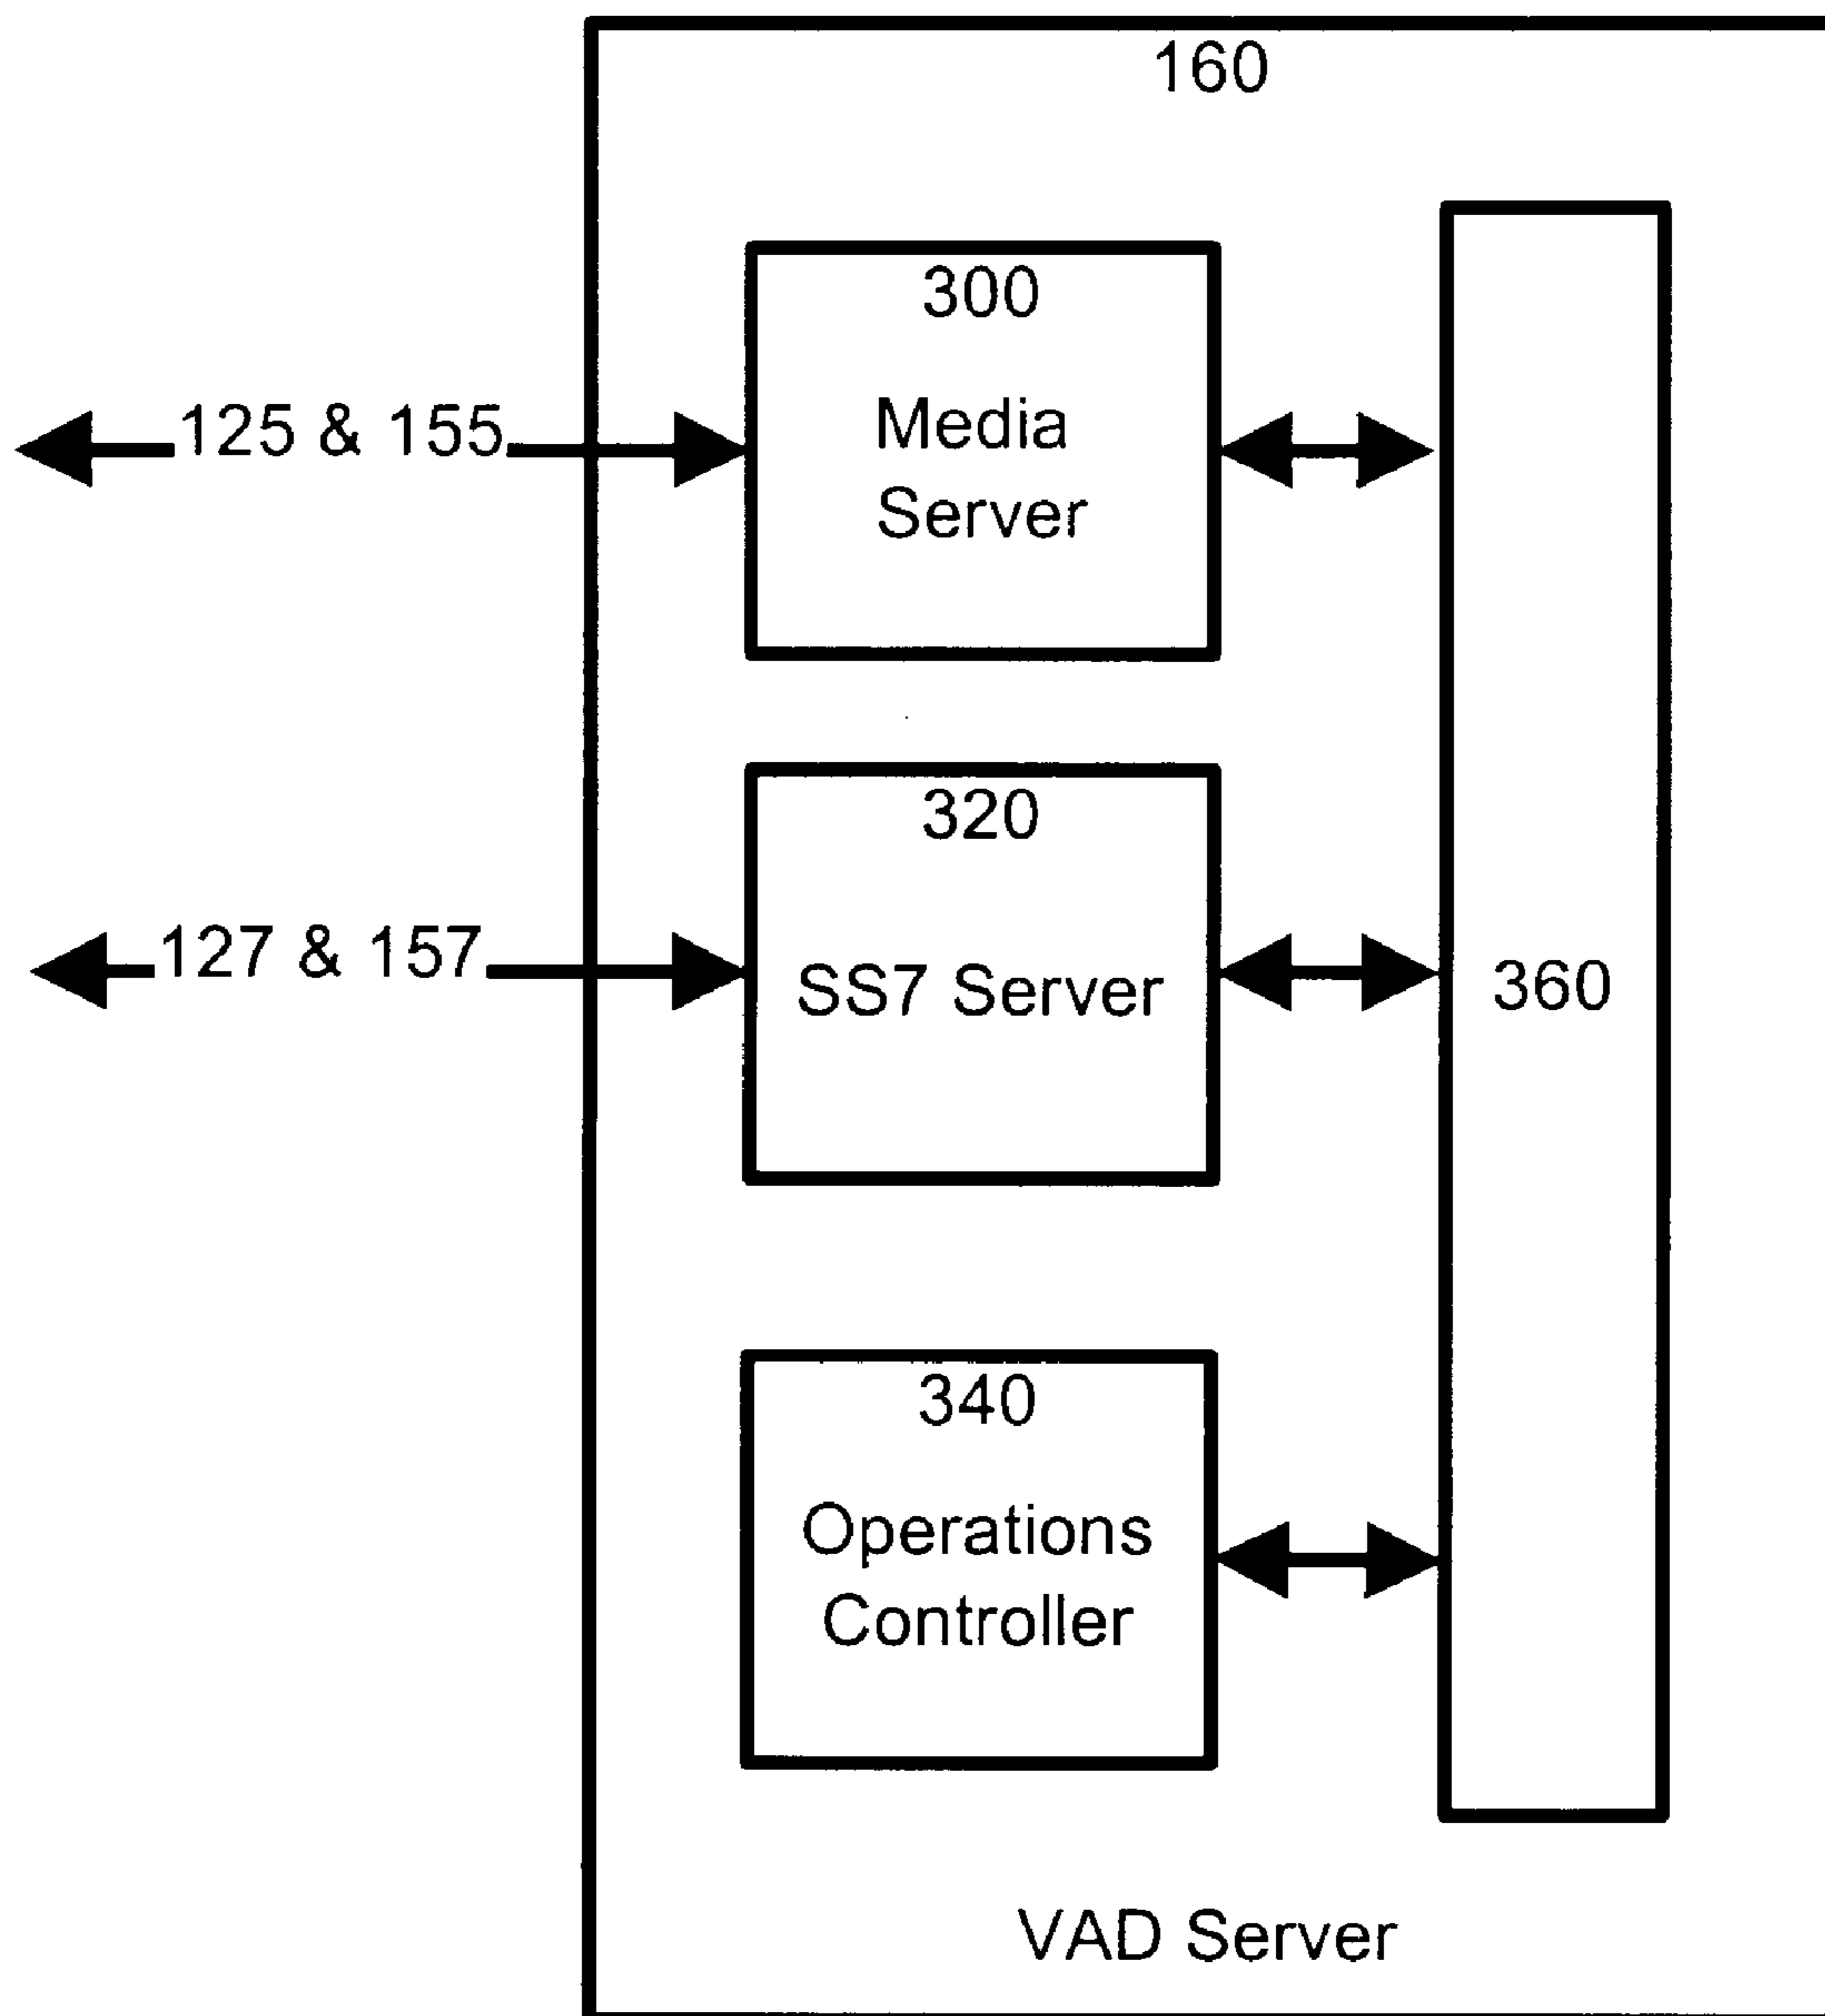 160
300
Media
Server
125 & 155
320
SS7 Server
127 & 157
360
340
Operations
Controller
VAD Server